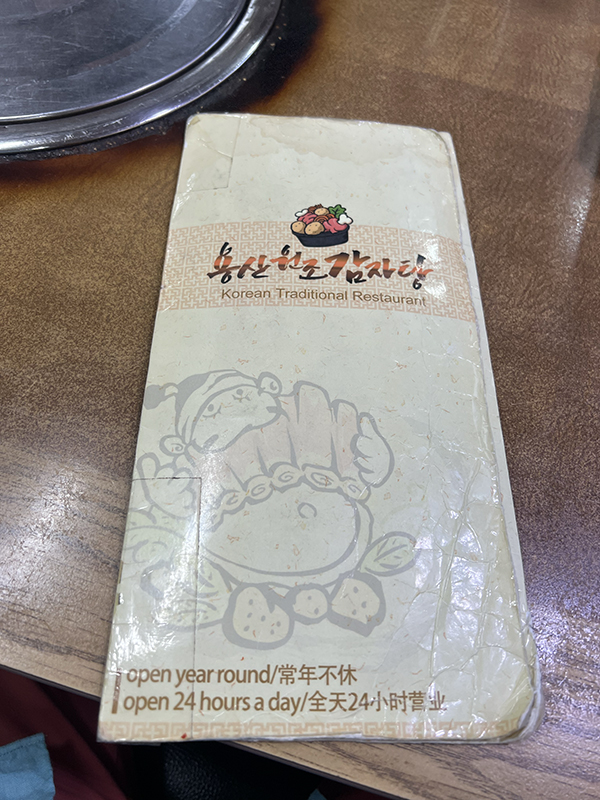 용산원조감자탕
Korean Traditional Restaurant
open year round/常年不休
open 24 hours a day/全天24小时营业